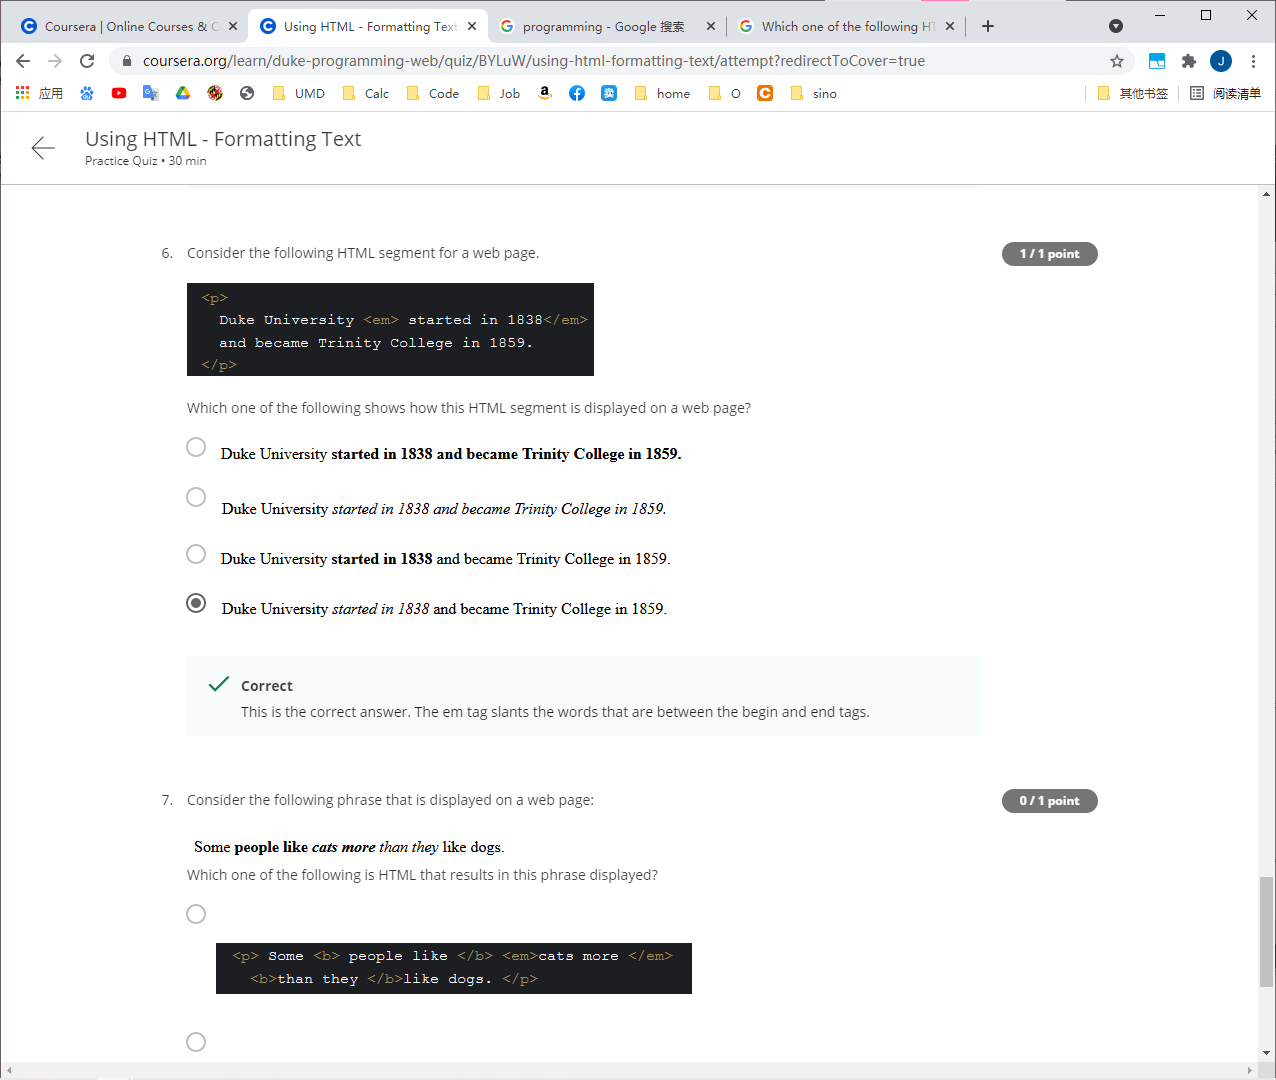 Coursera | Online Courses & C
Using HTML - Formatting Text
programming - Google 搜索
Which one of the following HT
coursera.org/learn/duke-programming-web/quiz/BYLuW/using-html-formatting-text/attempt?redirectToCover=true
J
应用
UMD
Calc
Code
Job
home
O
sino
其他书签
阅读清单
Using HTML - Formatting Text
Practice Quiz • 30 min
6. Consider the following HTML segment for a web page.
1 / 1 point
<p>
Duke University <em> started in 1838</em>
and became Trinity College in 1859.
</p>
Which one of the following shows how this HTML segment is displayed on a web page?
Duke University started in 1838 and became Trinity College in 1859.
Duke University started in 1838 and became Trinity College in 1859.
Duke University started in 1838 and became Trinity College in 1859.
Duke University started in 1838 and became Trinity College in 1859.
Correct
This is the correct answer. The em tag slants the words that are between the begin and end tags.
7. Consider the following phrase that is displayed on a web page:
0 / 1 point
Some people like cats more than they like dogs.
Which one of the following is HTML that results in this phrase displayed?
<p> Some <b> people like </b> <em>cats more </em>
<b>than they </b>like dogs. </p>